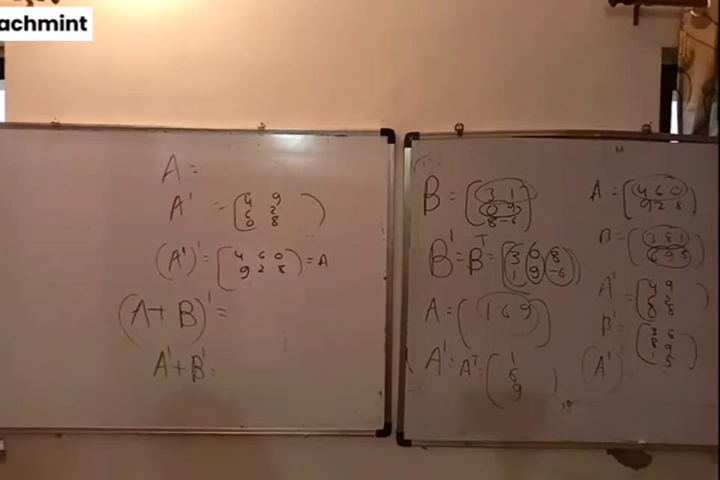 achmint
A =
A' = [4 9
6 2
0 8)
(A')' = [4 6 0
9 2 8) = A
(A + B)' =
A' + B' =
B = [3 1
0 9
8 -6]
B' = B^T = [3 0 8
1 9 -6]
A = (1 6 9)
A' = A^T = (1
6
9)
A = [4 6 0
9 2 8)
B =
A' = [4 9
6 2
0 8)
B' =
(A')'